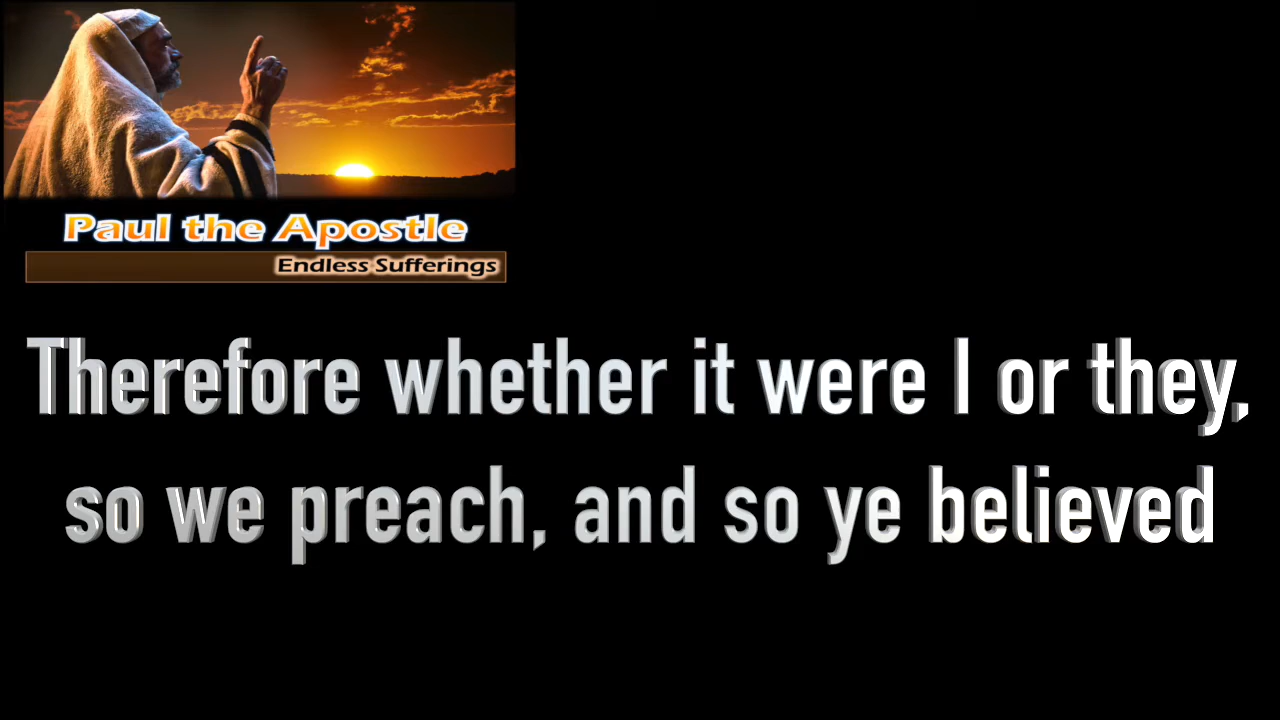 Paul the Apostle
Endless Sufferings
Therefore whether it were I or they,
so we preach, and so ye believed